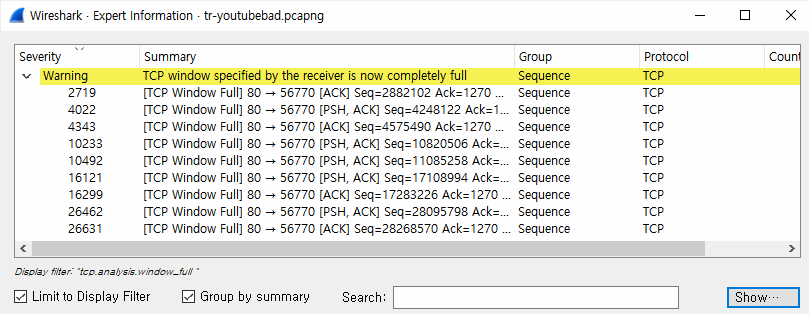 Wireshark · Expert Information · tr-youtubebad.pcapng
Severity Summary Group Protocol Count
Warning TCP window specified by the receiver is now completely full Sequence TCP
2719 [TCP Window Full] 80 → 56770 [ACK] Seq=2882102 Ack=1270 ... Sequence TCP
4022 [TCP Window Full] 80 → 56770 [PSH, ACK] Seq=4248122 Ack=1... Sequence TCP
4343 [TCP Window Full] 80 → 56770 [ACK] Seq=4575490 Ack=1270 ... Sequence TCP
10233 [TCP Window Full] 80 → 56770 [PSH, ACK] Seq=10820506 Ack=... Sequence TCP
10492 [TCP Window Full] 80 → 56770 [PSH, ACK] Seq=11085258 Ack=... Sequence TCP
16121 [TCP Window Full] 80 → 56770 [PSH, ACK] Seq=17108994 Ack=... Sequence TCP
16299 [TCP Window Full] 80 → 56770 [ACK] Seq=17283226 Ack=1270 ... Sequence TCP
26462 [TCP Window Full] 80 → 56770 [PSH, ACK] Seq=28095798 Ack=... Sequence TCP
26631 [TCP Window Full] 80 → 56770 [ACK] Seq=28268570 Ack=1270 ... Sequence TCP
Display filter: "tcp.analysis.window_full "
Limit to Display Filter Group by summary Search: Show···